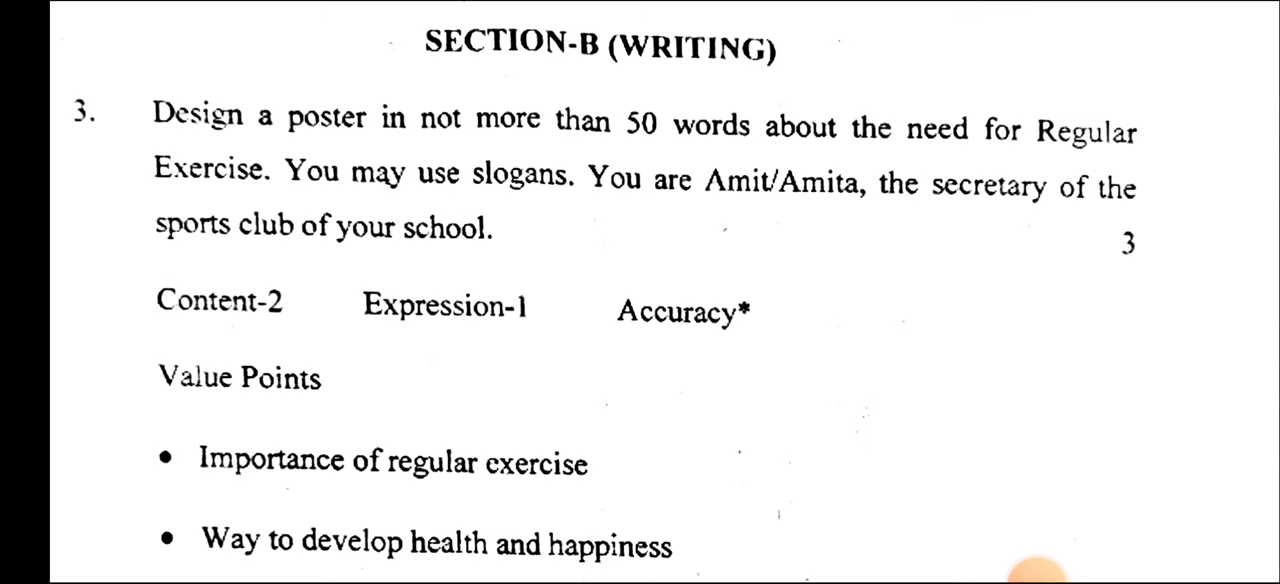 SECTION-B (WRITING)
3. Design a poster in not more than 50 words about the need for Regular
Exercise. You may use slogans. You are Amit/Amita, the secretary of the
sports club of your school. 3
Content-2 Expression-1 Accuracy*
Value Points
• Importance of regular exercise
• Way to develop health and happiness